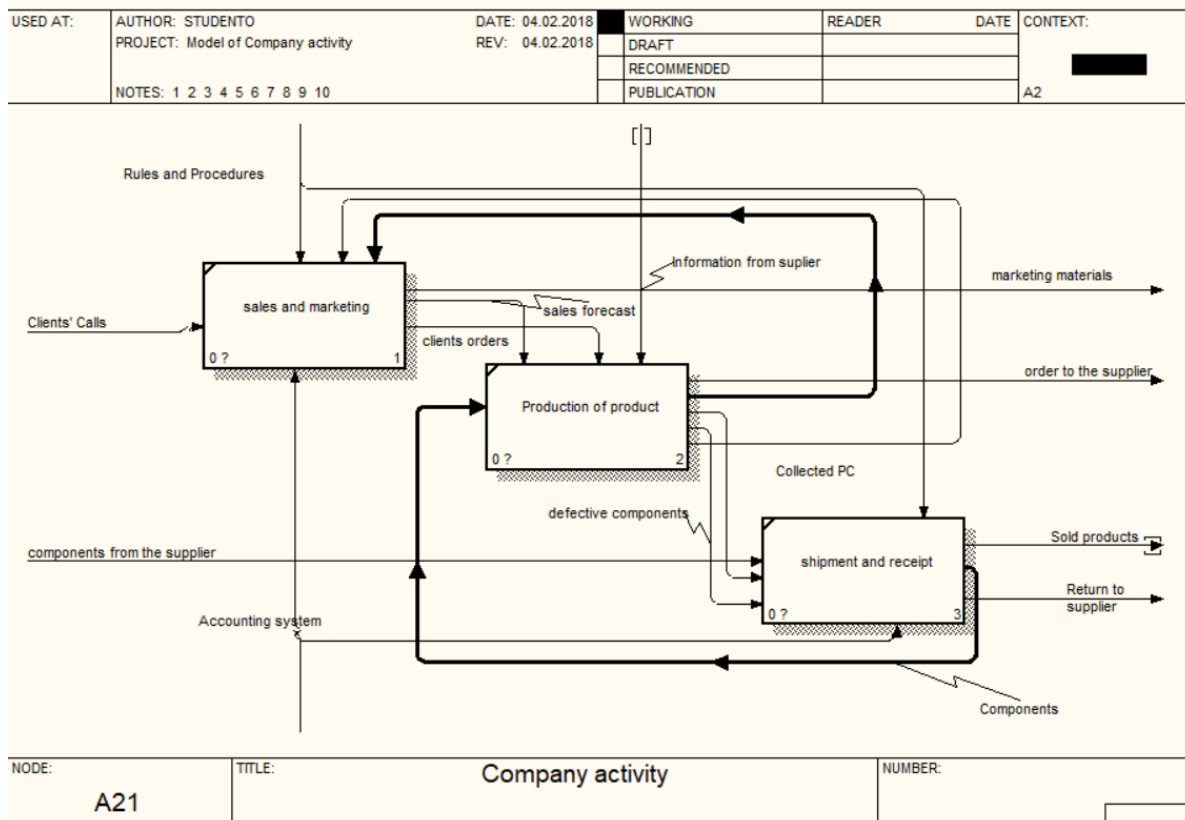 USED AT:
AUTHOR: STUDENTO
DATE: 04.02.2018
WORKING
READER
DATE
CONTEXT:
PROJECT: Model of Company activity
REV: 04.02.2018
DRAFT
RECOMMENDED
NOTES: 1 2 3 4 5 6 7 8 9 10
PUBLICATION
A2
Rules and Procedures
Information from suplier
marketing materials
sales and marketing
sales forecast
Clients' Calls
clients orders
0 ?
1
order to the supplier
Production of product
0 ?
2
Collected PC
defective components
components from the supplier
Sold products
shipment and receipt
Return to
supplier
0 ?
3
Accounting system
Components
NODE:
TITLE:
Company activity
NUMBER:
A21